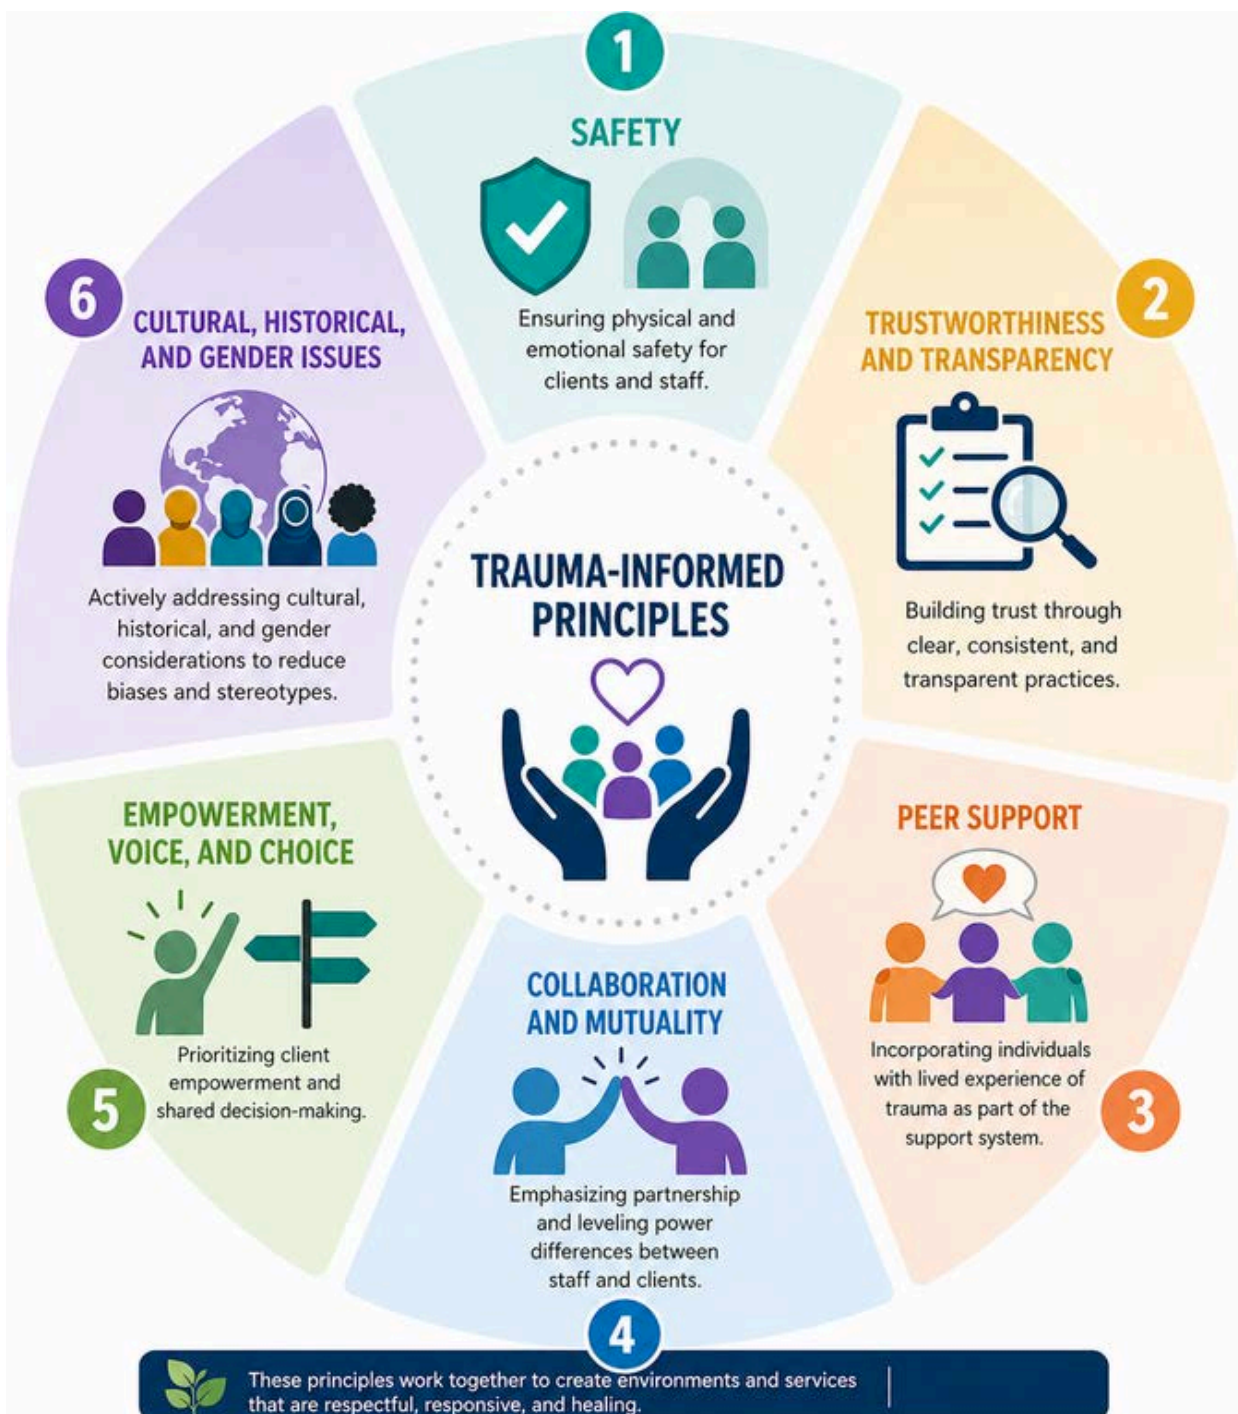 1
SAFETY
Ensuring physical and
emotional safety for
clients and staff.
2
TRUSTWORTHINESS
AND TRANSPARENCY
Building trust through
clear, consistent, and
transparent practices.
PEER SUPPORT
Incorporating individuals
with lived experience of
trauma as part of the
support system.
3
COLLABORATION
AND MUTUALITY
Emphasizing partnership
and leveling power
differences between
staff and clients.
4
EMPOWERMENT,
VOICE, AND CHOICE
Prioritizing client
empowerment and
shared decision-making.
5
6
CULTURAL, HISTORICAL,
AND GENDER ISSUES
Actively addressing cultural,
historical, and gender
considerations to reduce
biases and stereotypes.
TRAUMA-INFORMED
PRINCIPLES
These principles work together to create environments and services
that are respectful, responsive, and healing.